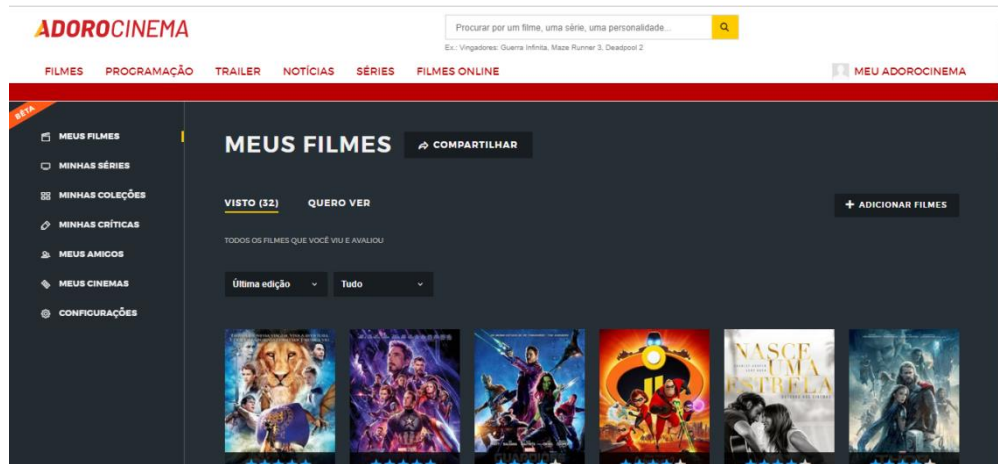 ADOROCINEMA
Procurar por um filme, uma série, uma personalidade...
Ex.: Vingadores: Guerra Infinita, Maze Runner 3, Deadpool 2
FILMES PROGRAMAÇÃO TRAILER NOTÍCIAS SÉRIES FILMES ONLINE MEU ADOROCINEMA
BÊTA
MEUS FILMES
MINHAS SÉRIES
MINHAS COLEÇÕES
MINHAS CRÍTICAS
MEUS AMIGOS
MEUS CINEMAS
CONFIGURAÇÕES
MEUS FILMES COMPARTILHAR
VISTO (32) QUERO VER + ADICIONAR FILMES
TODOS OS FILMES QUE VOCÊ VIU E AVALIOU
Última edição Tudo
NASCE
UMA
ESTRELA
GUARDIÕES